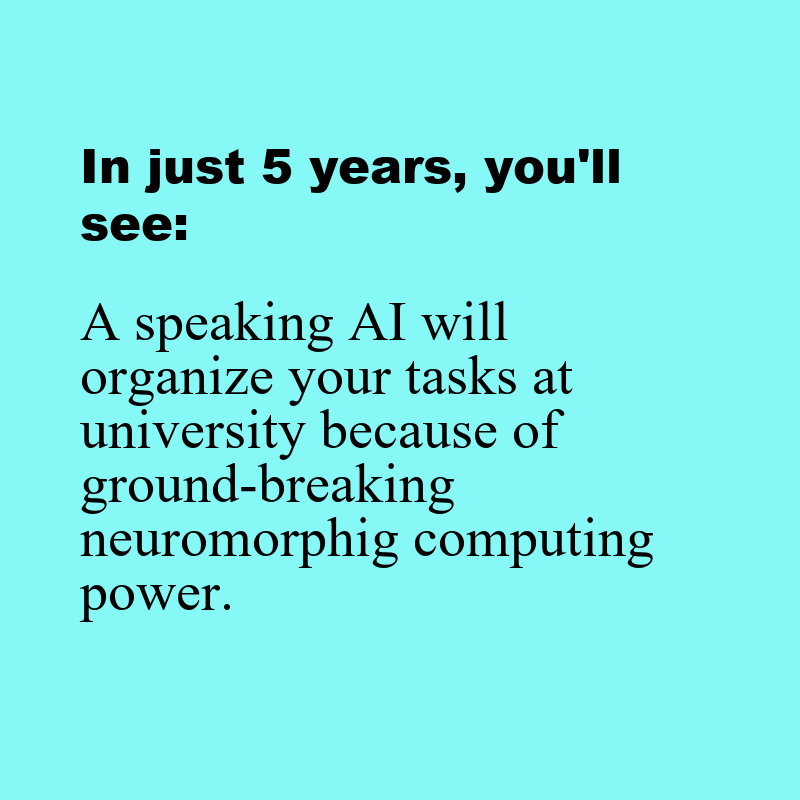 In just 5 years, you'll
see:
A speaking AI will
organize your tasks at
university because of
ground-breaking
neuromorphig computing
power.